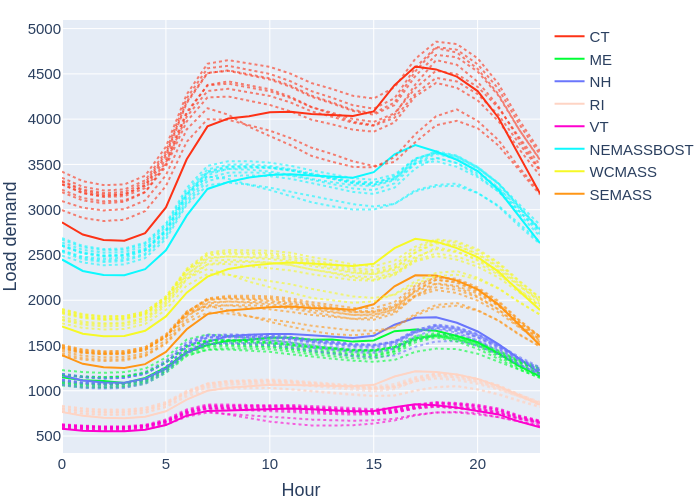 5000
4500
4000
3500
3000
2500
2000
1500
1000
500
0
5
10
15
20
Load demand
Hour
CT
ME
NH
RI
VT
NEMASSBOST
WCMASS
SEMASS